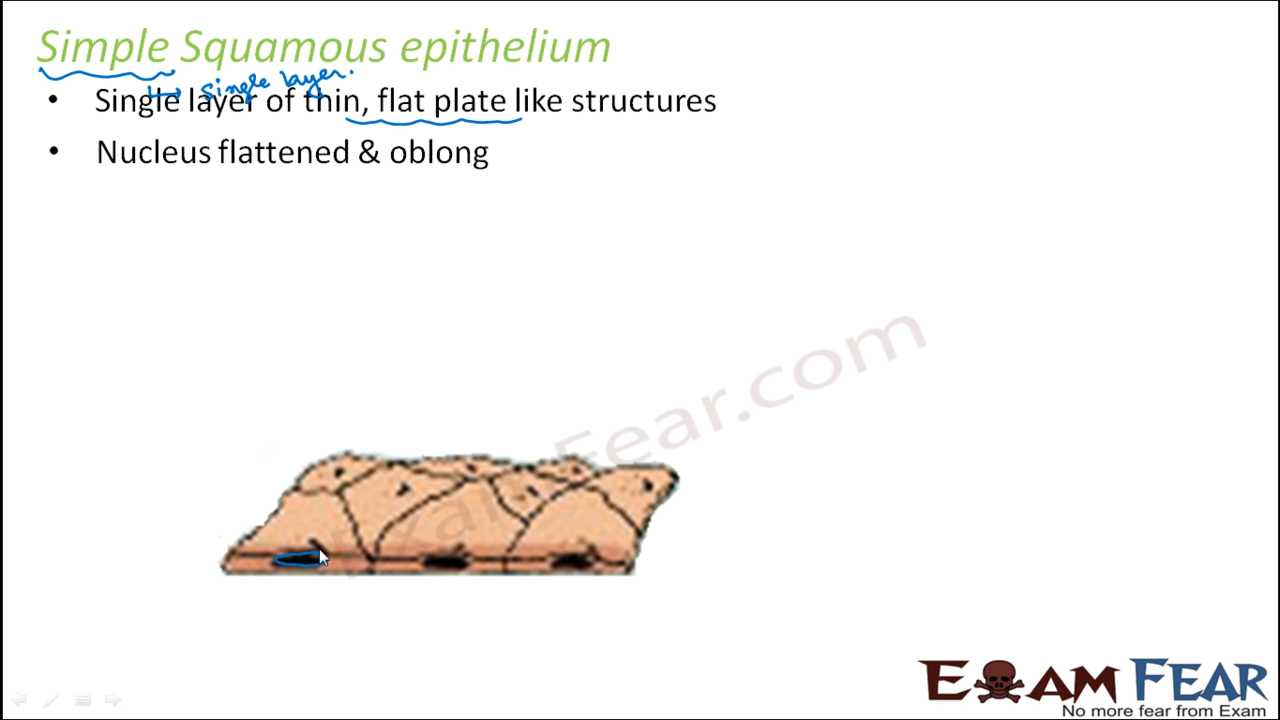 Simple Squamous epithelium
↳ single layer.
• Single layer of thin, flat plate like structures
• Nucleus flattened & oblong
ExamFear.com
EXAM FEAR
No more fear from Exam